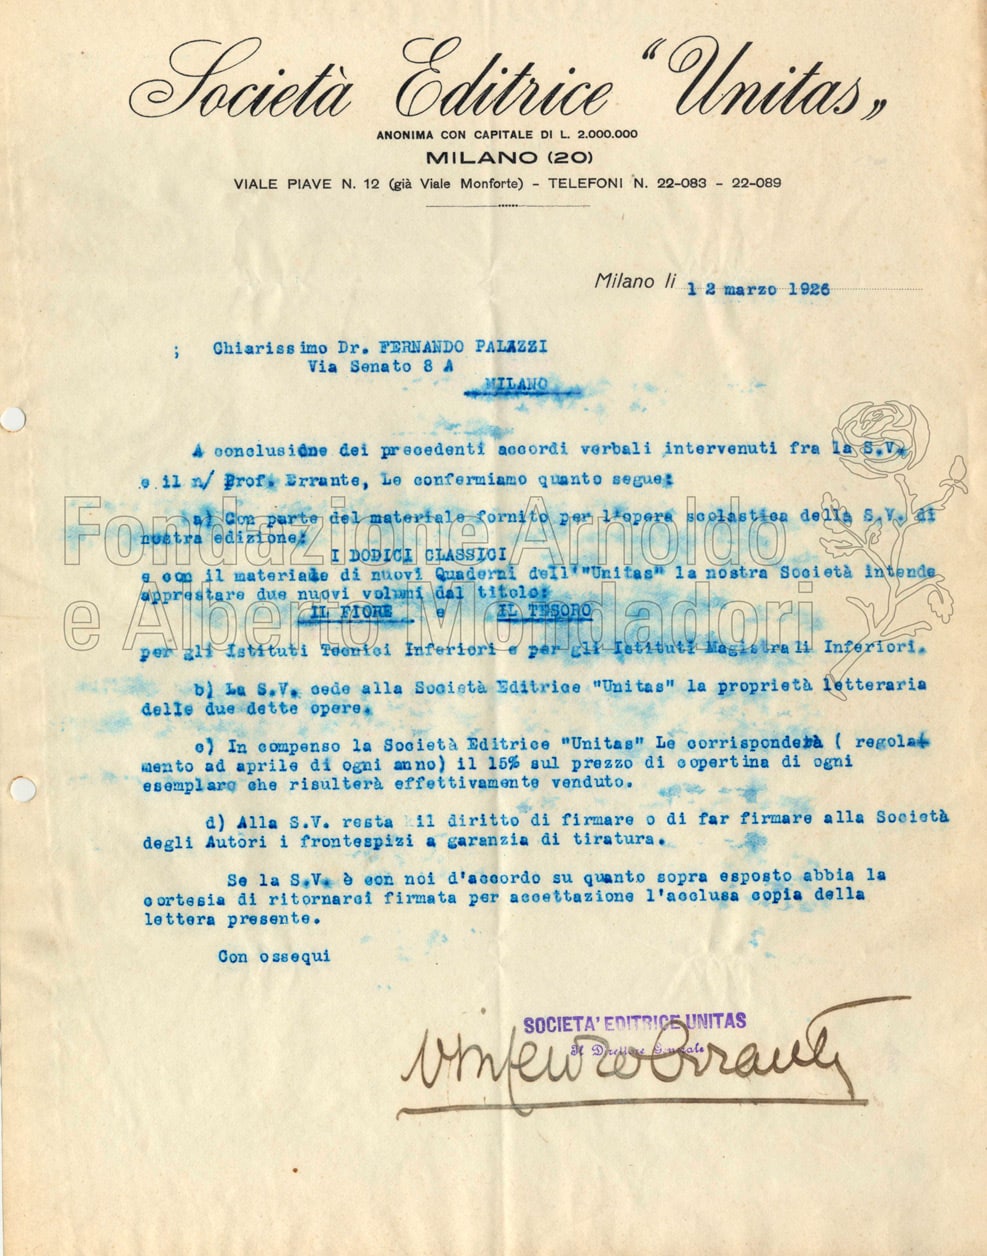 Società Editrice “Unitas„
ANONIMA CON CAPITALE DI L. 2.000.000
MILANO (20)
VIALE PIAVE N. 12 (già Viale Monforte) - TELEFONI N. 22-083 - 22-089
Milano li 12 marzo 1926
; Chiarissimo Dr. FERNANDO PALAZZI
Via Senato 8 A
MILANO
A conclusione dei precedenti accordi verbali intervenuti fra la S.V.
e il n/ Prof. Errante, Le confermiamo quanto segue:
a) Con parte del materiale fornito per l'opera scolastica della S.V. di
nostra edizione:
I DODICI CLASSICI
e con il materiale di nuovi Quaderni dell'"Unitas" la nostra Società intende
apprestare due nuovi volumi dal titolo:
IL FIORE e IL TESORO
per gli Istituti Tecnici Inferiori e per gli Istituti Magistrali Inferiori.
b) La S.V. cede alla Società Editrice "Unitas" la proprietà letteraria
delle due dette opere.
c) In compenso la Società Editrice "Unitas" Le corrisponderà ( regola-
mento ad aprile di ogni anno) il 15% sul prezzo di copertina di ogni
esemplare che risulterà effettivamente venduto.
d) Alla S.V. resta il diritto di firmare o di far firmare alla Società
degli Autori i frontespizi a garanzia di tiratura.
Se la S.V. è con noi d'accordo su quanto sopra esposto abbia la
cortesia di ritornarci firmata per accettazione l'acclusa copia della
lettera presente.
Con ossequi
SOCIETA' EDITRICE UNITAS
Il Direttore Generale
Vincenzo Errante
Fondazione Arnoldo
e Alberto Mondadori